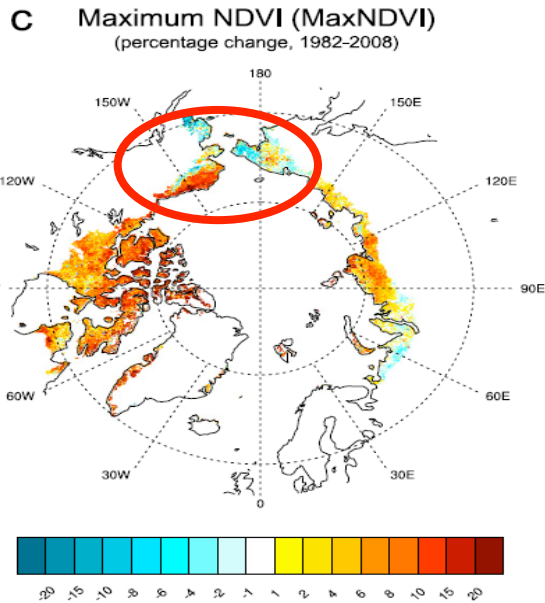 C Maximum NDVI (MaxNDVI)
(percentage change, 1982-2008)
180
150W 150E
120W 120E
90E
60W 60E
30W 30E
0
-20 -15 -10 -8 -6 -4 -2 -1 1 2 4 6 8 10 15 20